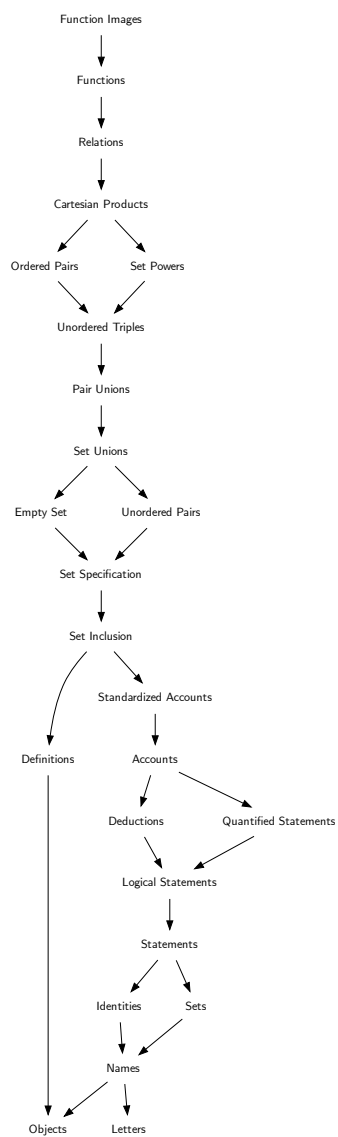 Function Images
Functions
Relations
Cartesian Products
Ordered Pairs
Set Powers
Unordered Triples
Pair Unions
Set Unions
Empty Set
Unordered Pairs
Set Specification
Set Inclusion
Standardized Accounts
Definitions
Accounts
Deductions
Quantified Statements
Logical Statements
Statements
Identities
Sets
Names
Objects
Letters